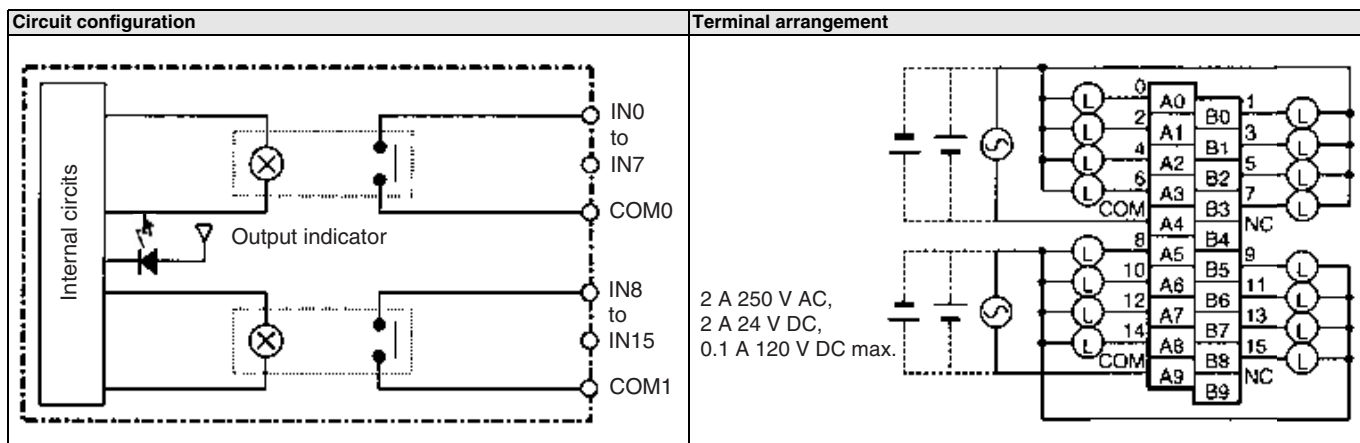 Circuit configuration
Terminal arrangement
Internal circits
Output indicator
IN0
to
IN7
COM0
IN8
to
IN15
COM1
2 A 250 V AC,
2 A 24 V DC,
0.1 A 120 V DC max.
L 0 A0 B0 1 L
L 2 A1 B1 3 L
L 4 A2 B2 5 L
L 6 A3 B3 7 L
COM A4 B4 NC
L 8 A5 B5 9 L
L 10 A6 B6 11 L
L 12 A7 B7 13 L
L 14 A8 B8 15 L
COM A9 B9 NC